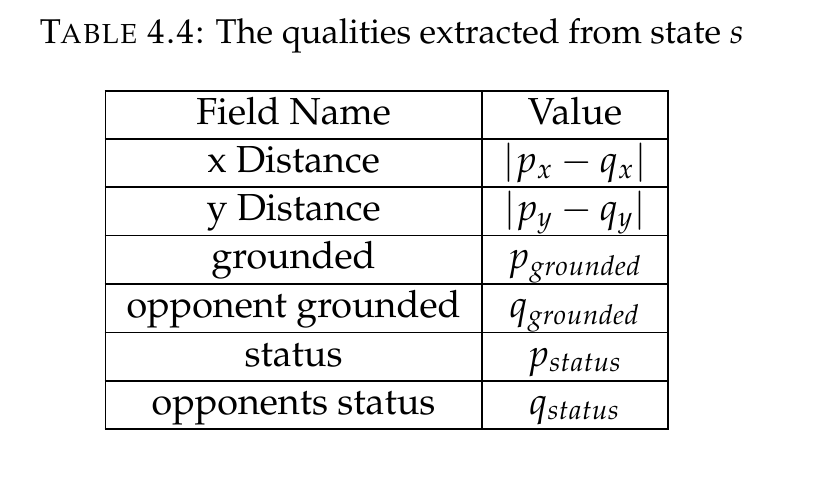 TABLE 4.4: The qualities extracted from state s
Field Name Value
x Distance |p_x − q_x|
y Distance |p_y − q_y|
grounded p_grounded
opponent grounded q_grounded
status p_status
opponents status q_status